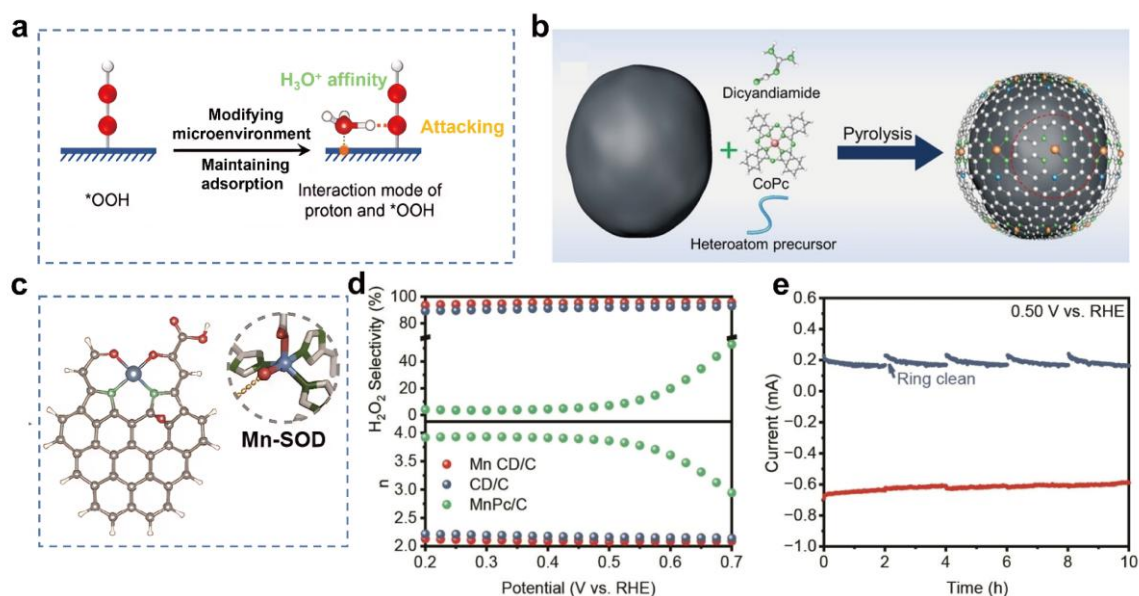 a
H₃O⁺ affinity
Modifying
microenvironment
Attacking
Maintaining
adsorption
*OOH
Interaction mode of
proton and *OOH
b
Dicyandiamide
CoPc
Heteroatom precursor
Pyrolysis
c
Mn-SOD
d
H₂O₂ Selectivity (%)
100
80
40
20
0
n
4.0
3.5
3.0
2.5
2.0
Mn CD/C
CD/C
MnPc/C
0.2 0.3 0.4 0.5 0.6 0.7
Potential (V vs. RHE)
e
0.50 V vs. RHE
Ring clean
Current (mA)
0.6
0.4
0.2
0.0
−0.2
−0.4
−0.6
−0.8
−1.0
0 2 4 6 8 10
Time (h)